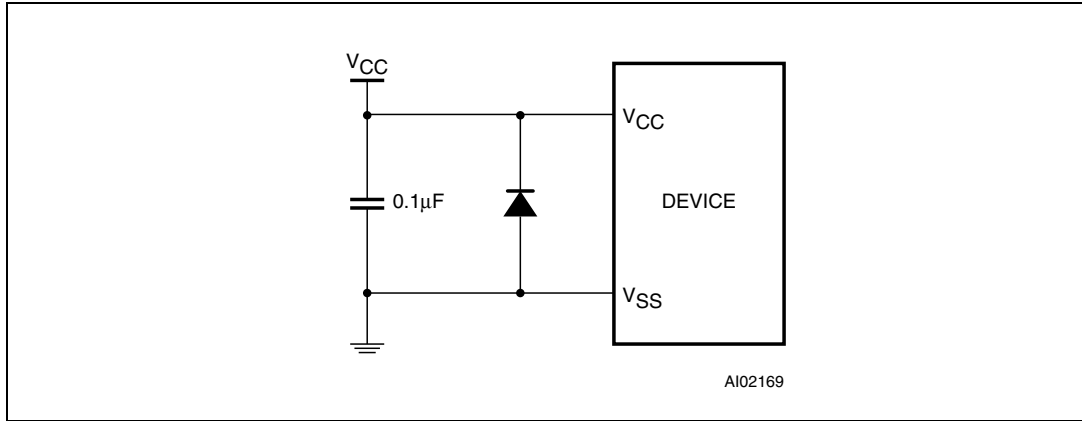 VCC
VCC
0.1μF
DEVICE
VSS
AI02169